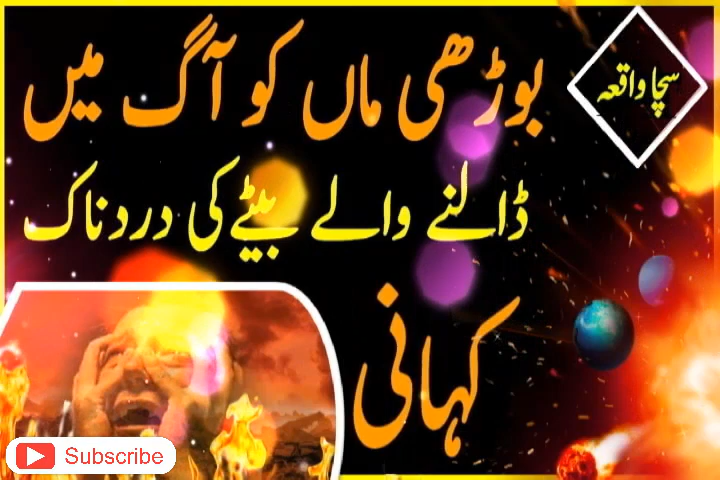 سچا واقعہ
بوڑھی ماں کو آگ میں
ڈالنے والے بیٹے کی دردناک
کہانی
Subscribe